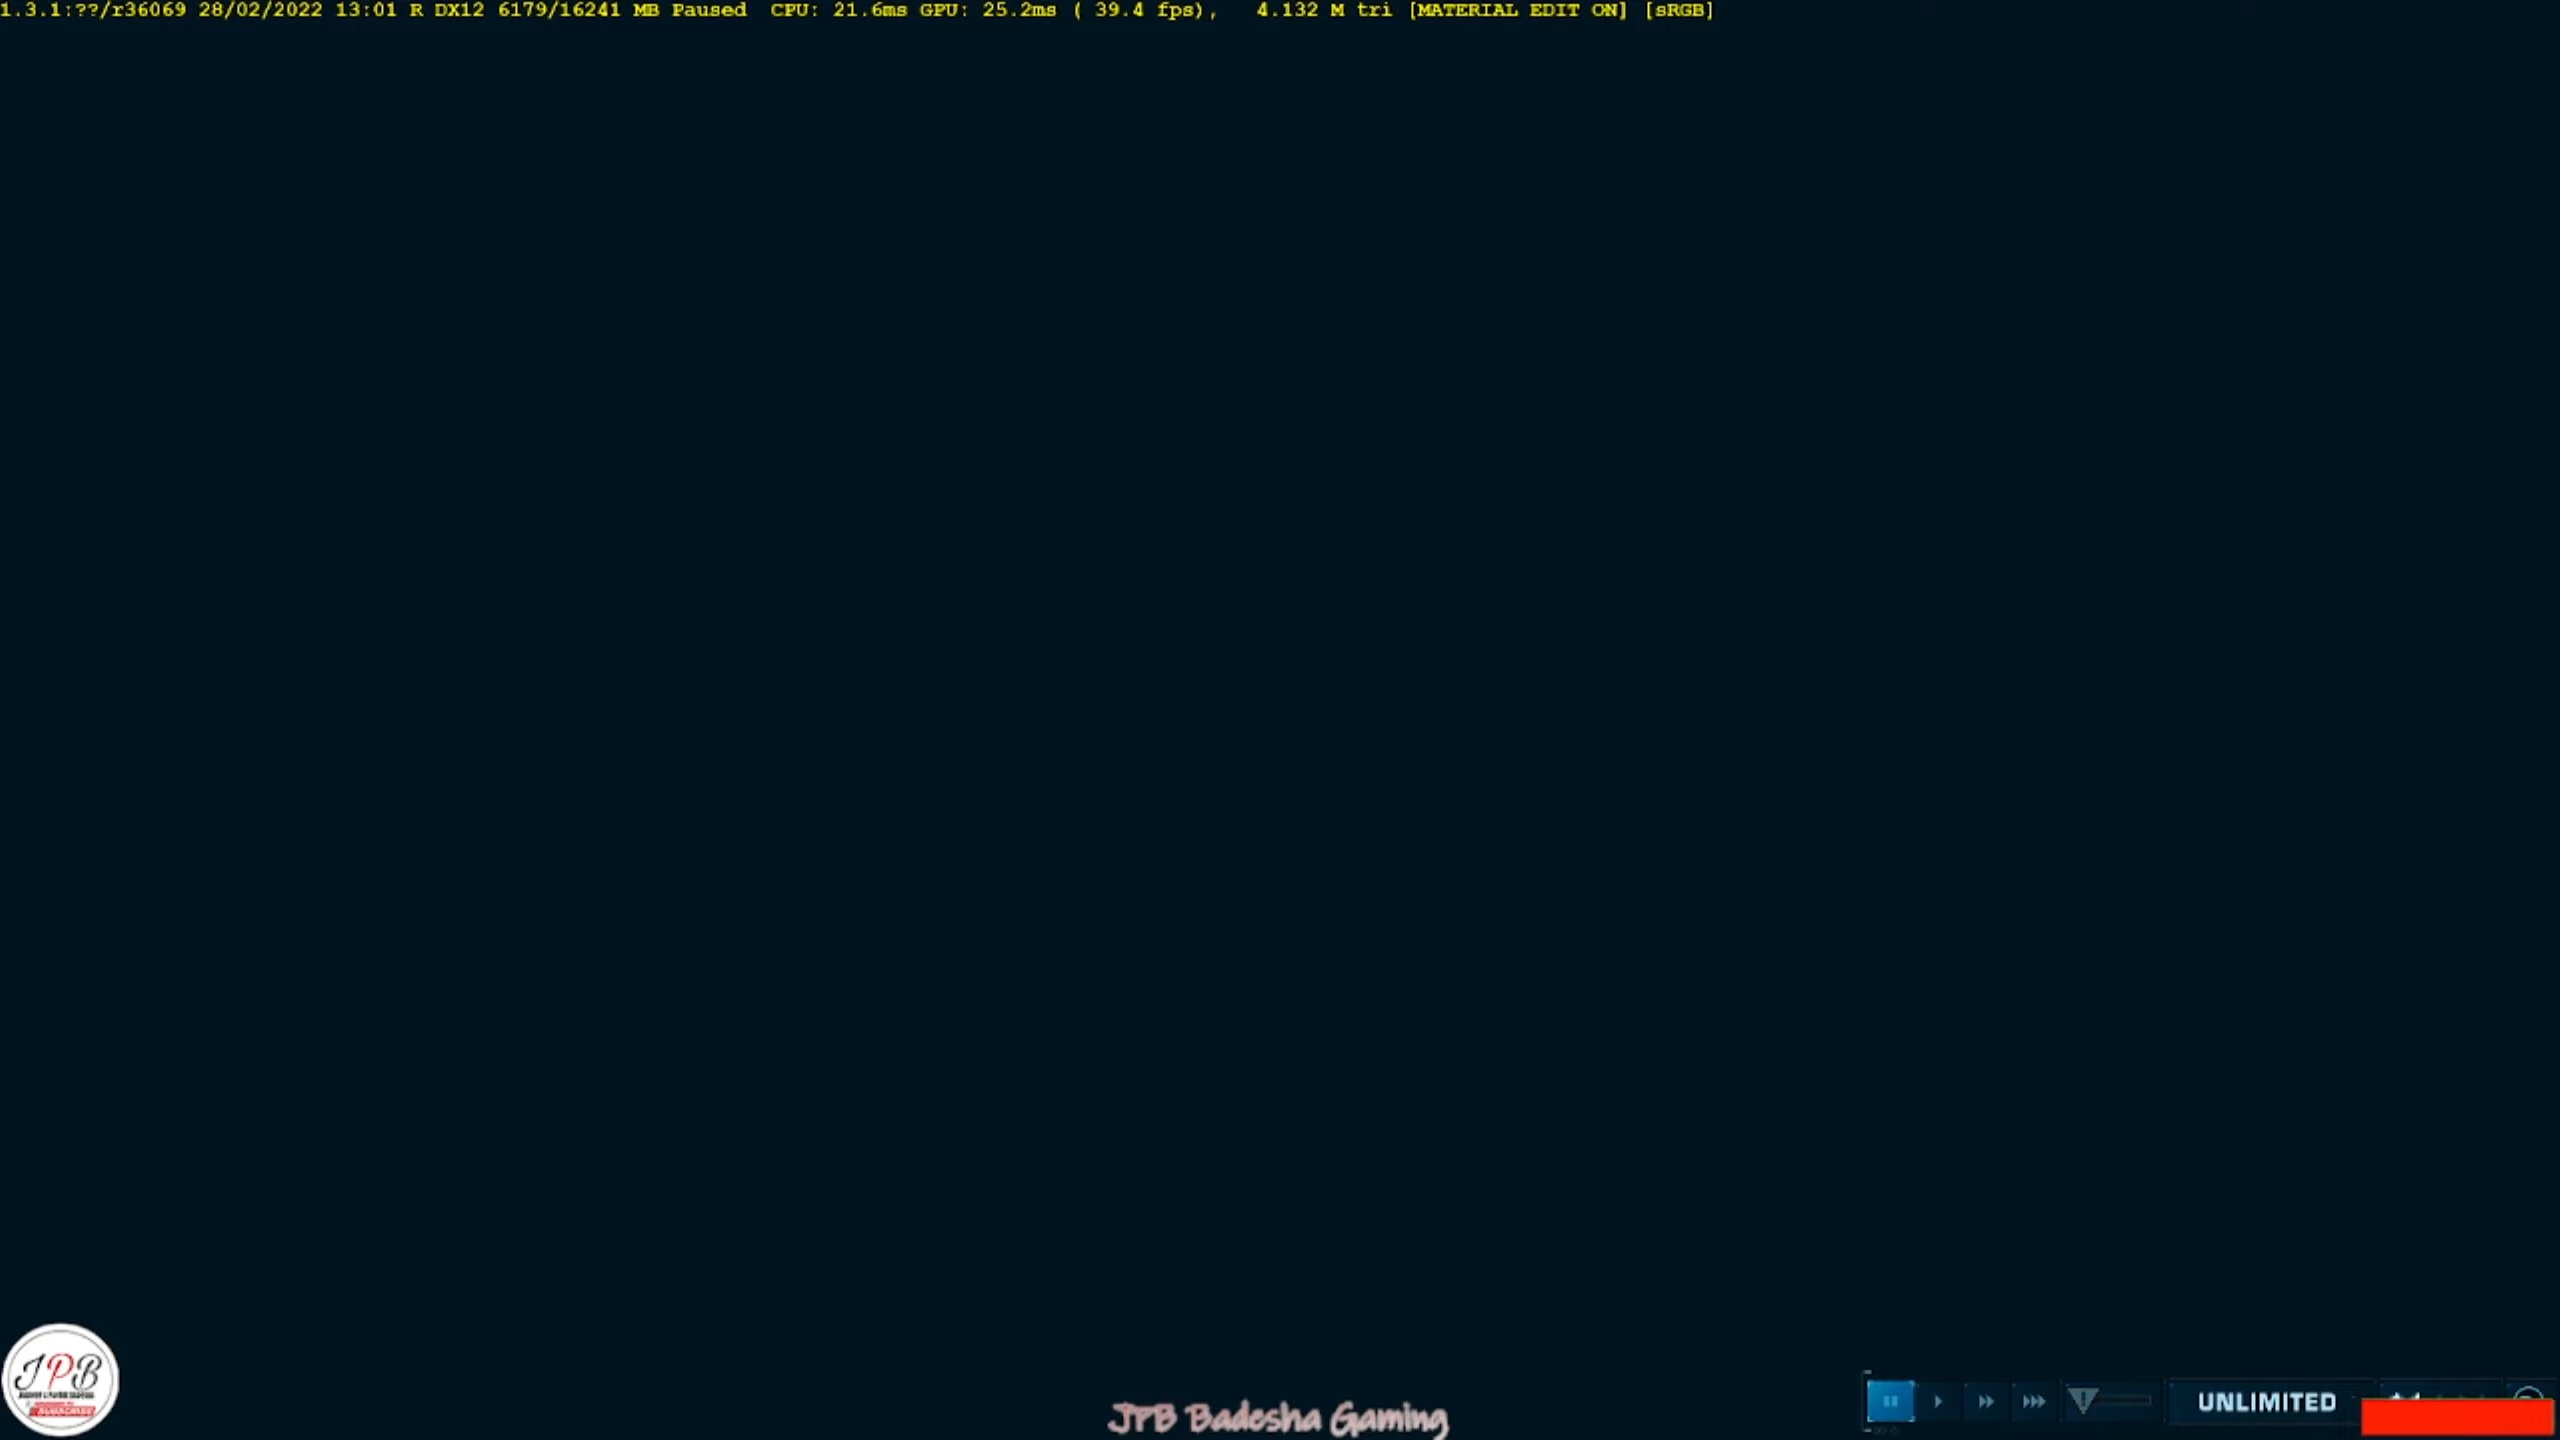 1.3.1:??/r36069 28/02/2022 13:01 R DX12 6179/16241 MB Paused CPU: 21.6ms GPU: 25.2ms ( 39.4 fps), 4.132 M tri [MATERIAL EDIT ON] [sRGB]
JPB
SUBSCRIBE
JPB Badesha Gaming
UNLIMITED